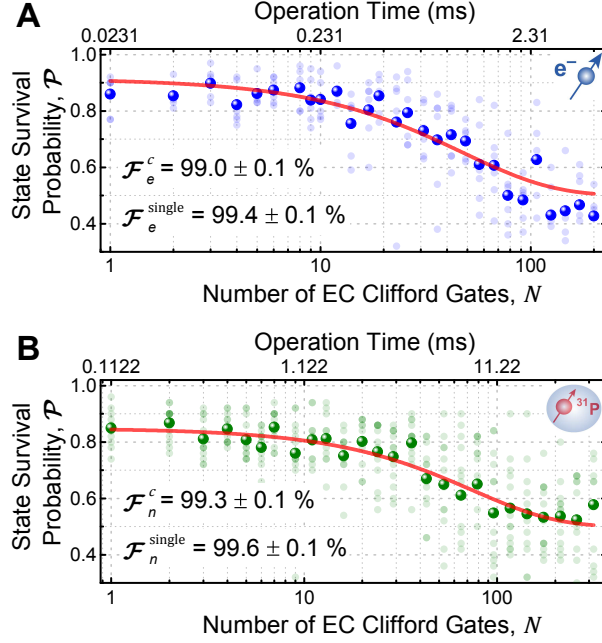 A
Operation Time (ms)
0.0231 0.231 2.31
State Survival
Probability, 𝒫
1.0
0.8
0.6
0.4
e⁻
ℱ_e^c = 99.0 ± 0.1 %
ℱ_e^single = 99.4 ± 0.1 %
1 10 100
Number of EC Clifford Gates, N
B
Operation Time (ms)
0.1122 1.122 11.22
State Survival
Probability, 𝒫
1.0
0.8
0.6
0.4
³¹P
ℱ_n^c = 99.3 ± 0.1 %
ℱ_n^single = 99.6 ± 0.1 %
1 10 100
Number of EC Clifford Gates, N